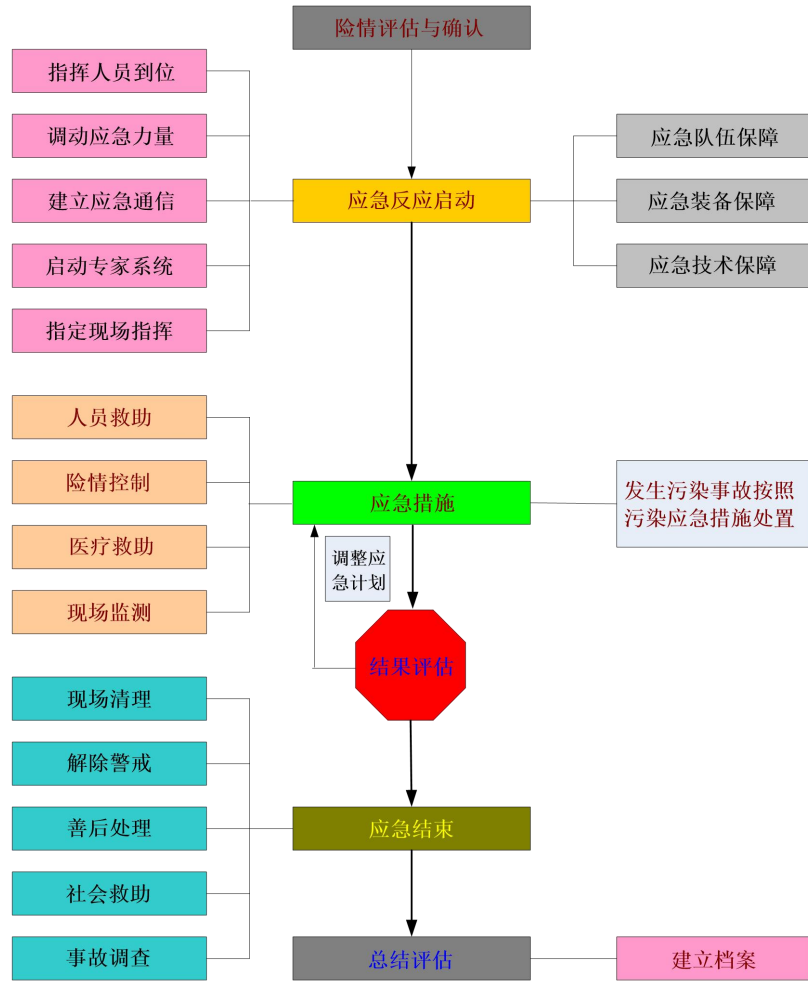 险情评估与确认
指挥人员到位
调动应急力量
建立应急通信
启动专家系统
指定现场指挥
应急反应启动
应急队伍保障
应急装备保障
应急技术保障
人员救助
险情控制
医疗救助
现场监测
应急措施
发生污染事故按照
污染应急措施处置
调整应
急计划
结果评估
现场清理
解除警戒
善后处理
社会救助
事故调查
应急结束
总结评估
建立档案